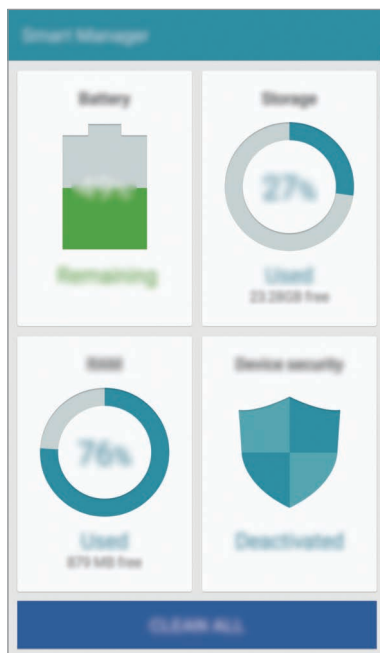 Smart Manager
Battery
Storage
49%
27%
Remaining
Used
23.28GB free
RAM
Device security
76%
Used
879 MB free
Deactivated
CLEAN ALL